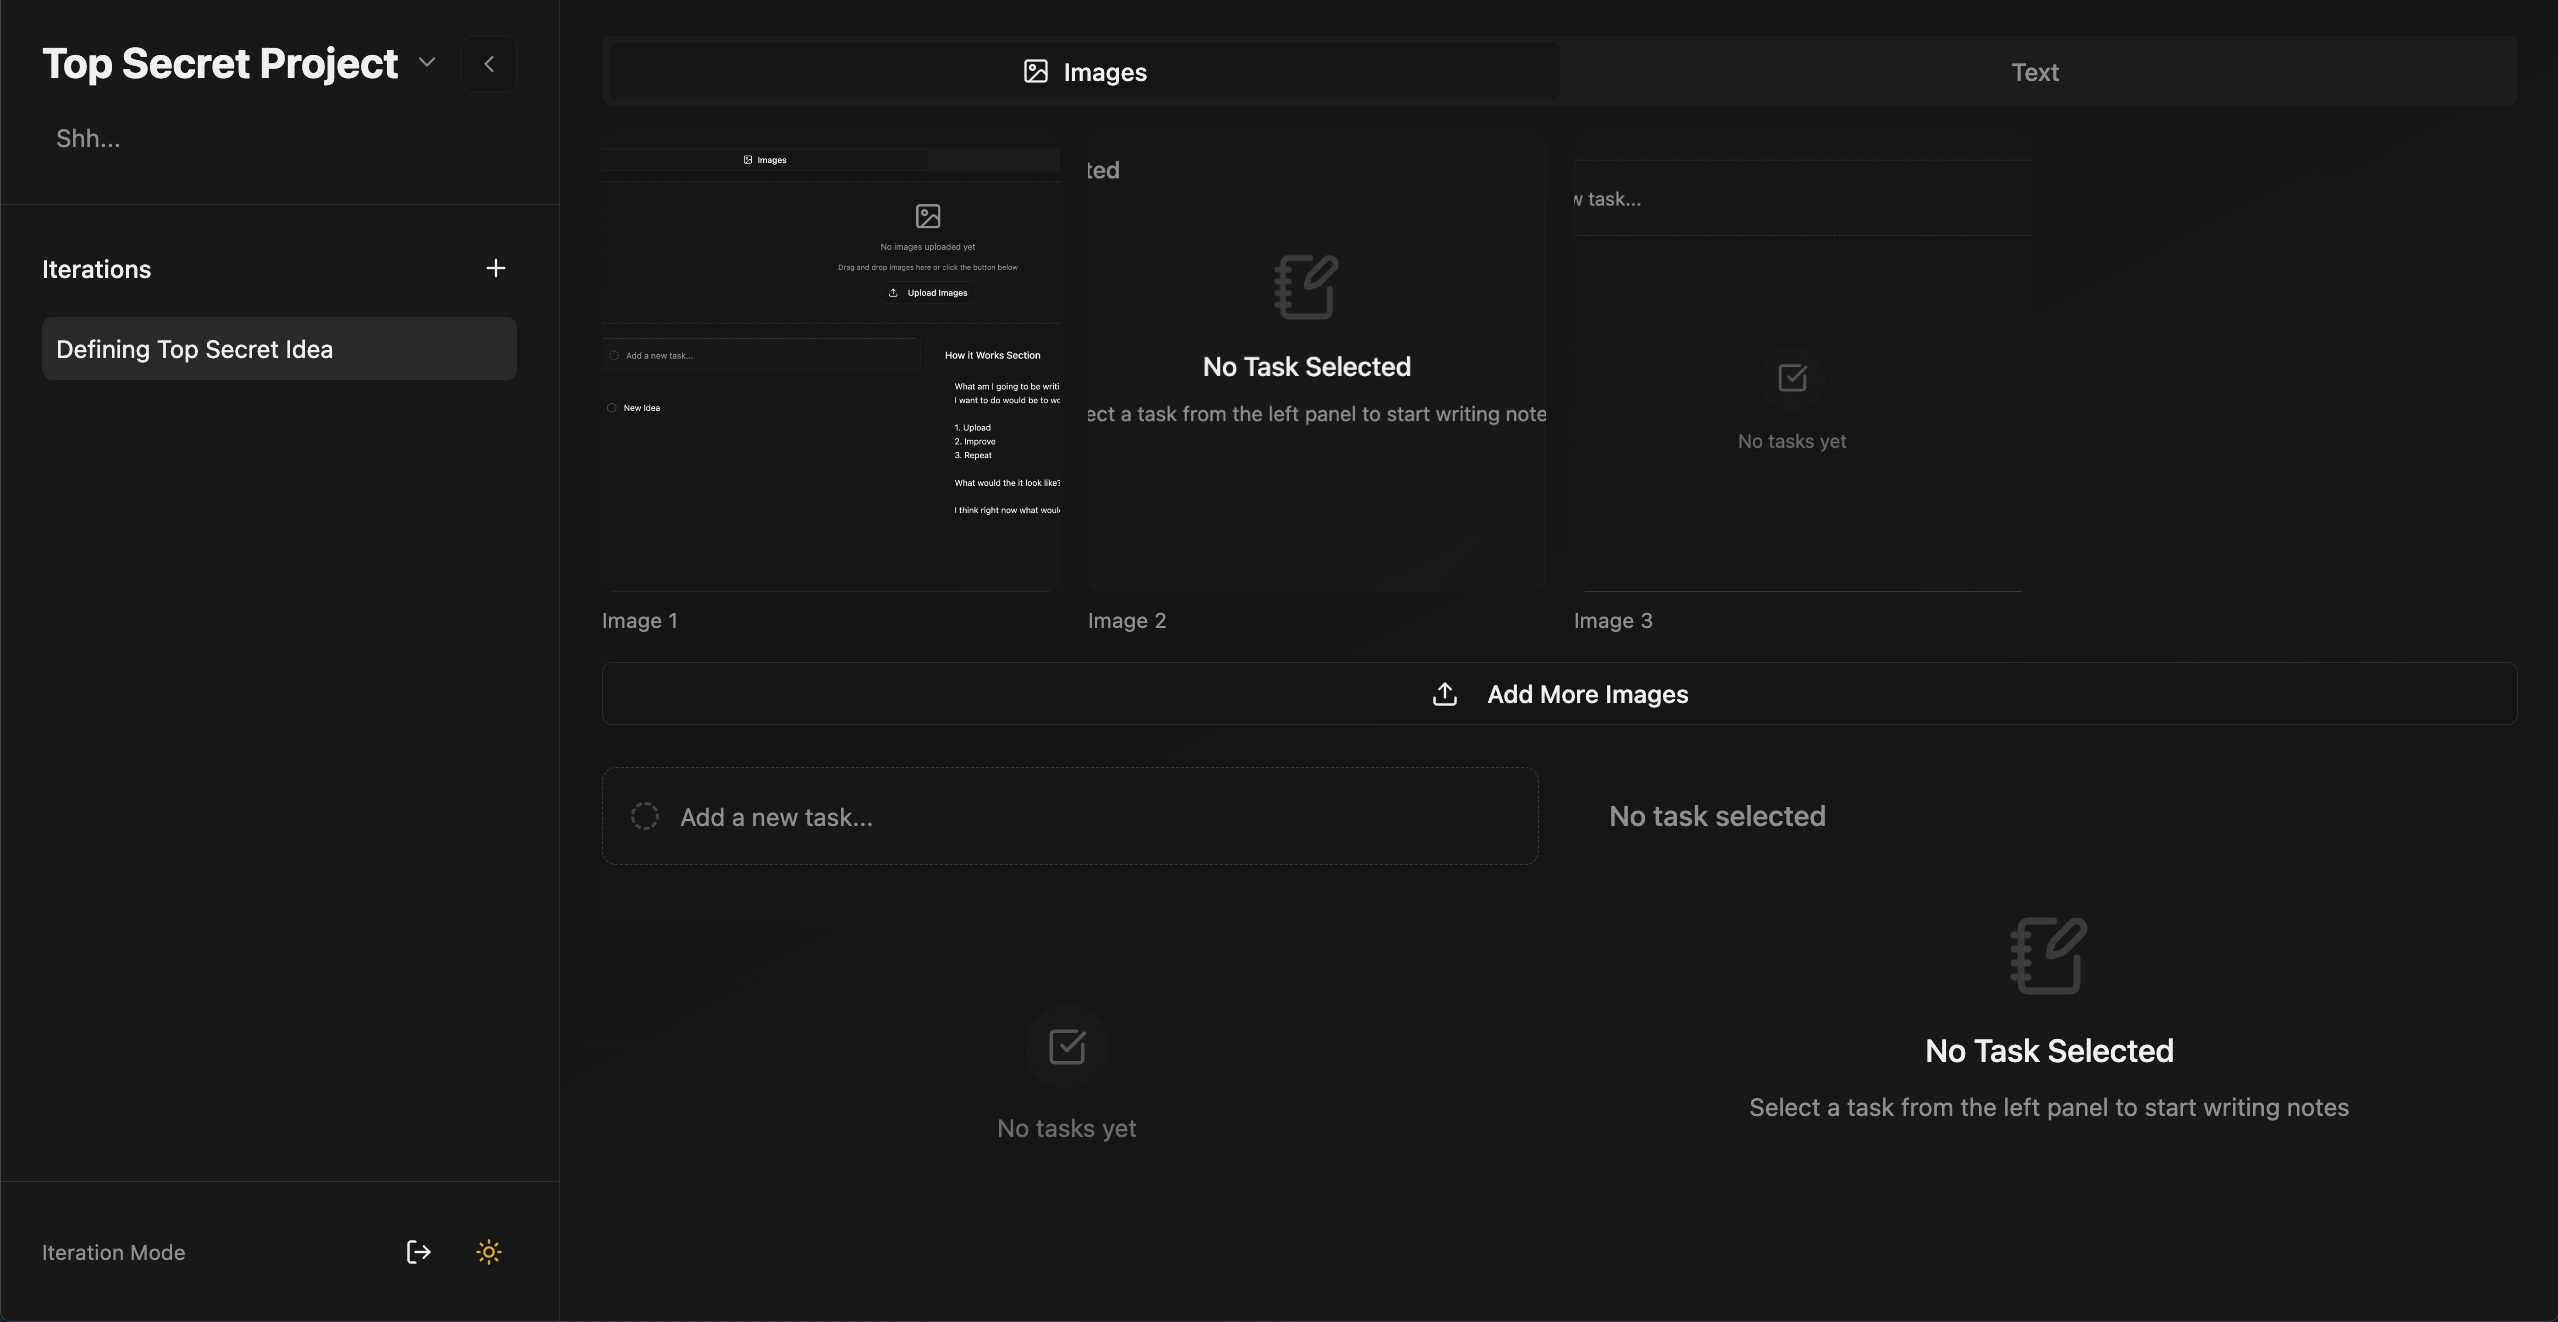 Top Secret Project
Shh...
Iterations
Defining Top Secret Idea
Iteration Mode
Images
Text
Images
No images uploaded yet
Drag and drop images here or click the button below
Upload Images
Add a new task...
New Idea
How it Works Section
What am I going to be writi
I want to do would be to wo
1. Upload
2. Improve
3. Repeat
What would the it look like?
I think right now what would
Image 1
ted
No Task Selected
ect a task from the left panel to start writing note
Image 2
w task...
No tasks yet
Image 3
Add More Images
Add a new task...
No tasks yet
No task selected
No Task Selected
Select a task from the left panel to start writing notes